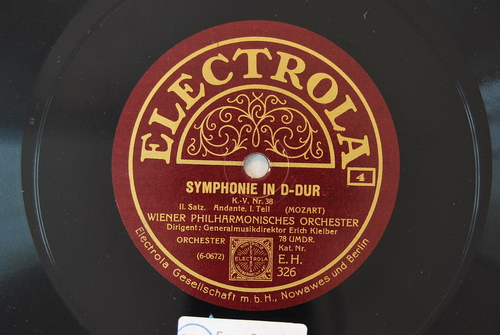 ELECTROLA
4
SYMPHONIE IN D-DUR
K.-V. Nr. 38
II. Satz. Andante, I. Teil (MOZART)
WIENER PHILHARMONISCHES ORCHESTER
Dirigent: Generalmusikdirektor Erich Kleiber
ORCHESTER
78 UMDR.
Kat. Nr.
(6-0672)
ELECTROLA
E.H.
326
Electrola Gesellschaft m. b. H., Nowawes und Berlin